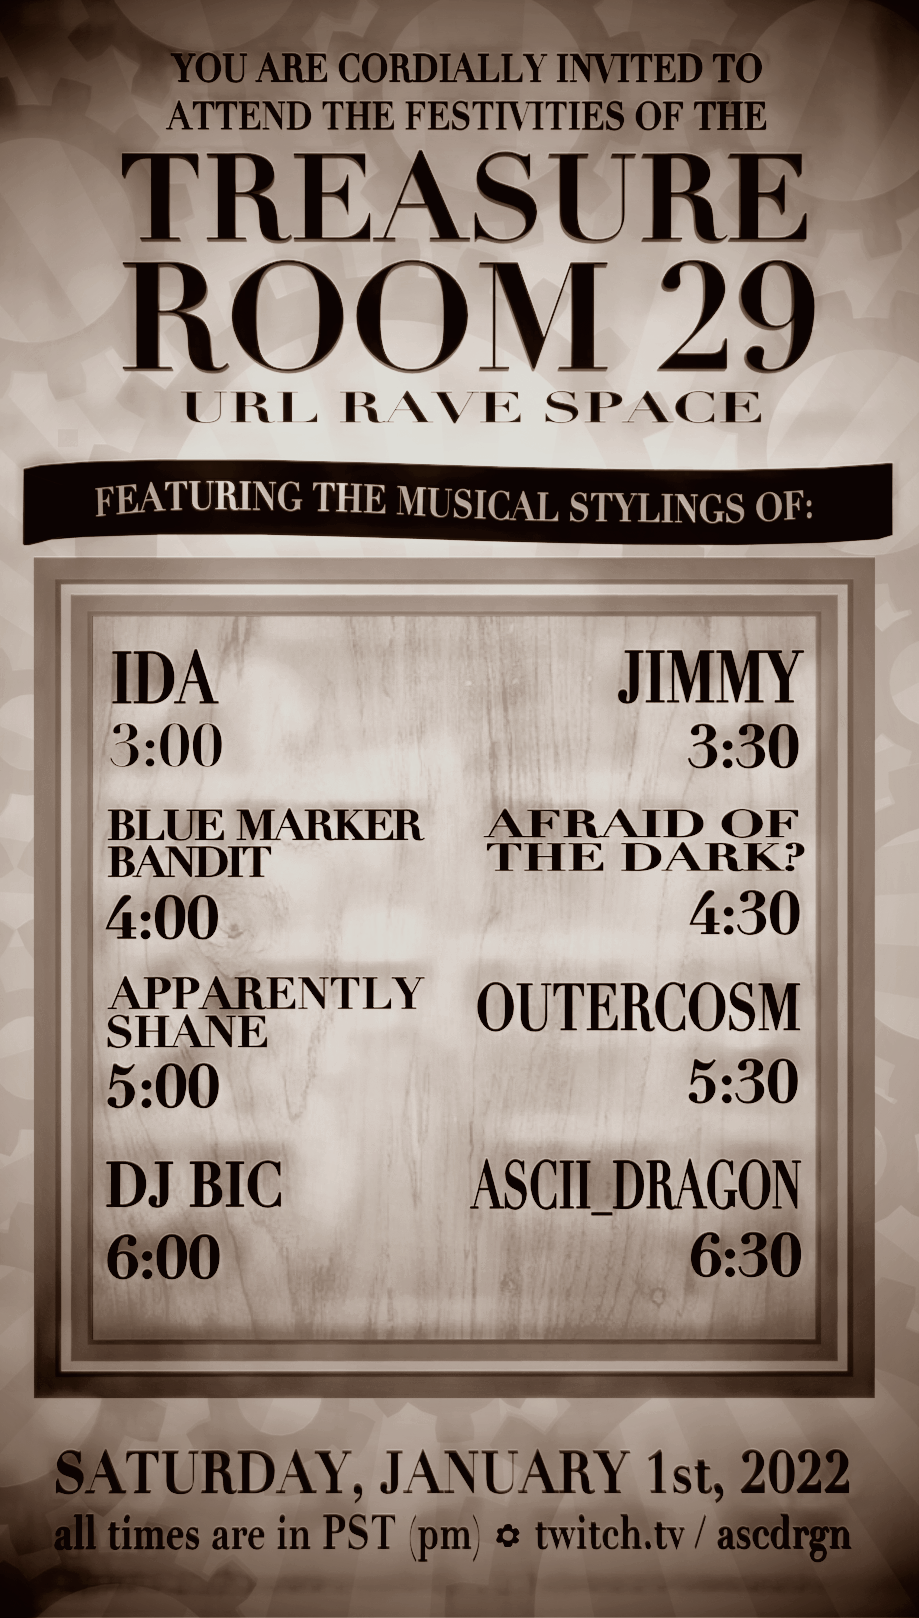 YOU ARE CORDIALLY INVITED TO
ATTEND THE FESTIVITIES OF THE
TREASURE
ROOM 29
URL RAVE SPACE
FEATURING THE MUSICAL STYLINGS OF:
IDA
3:00
JIMMY
3:30
BLUE MARKER
BANDIT
4:00
AFRAID OF
THE DARK?
4:30
APPARENTLY
SHANE
5:00
OUTERCOSM
5:30
DJ BIC
6:00
ASCII_DRAGON
6:30
SATURDAY, JANUARY 1st, 2022
all times are in PST (pm) ✿ twitch.tv / ascdrgn